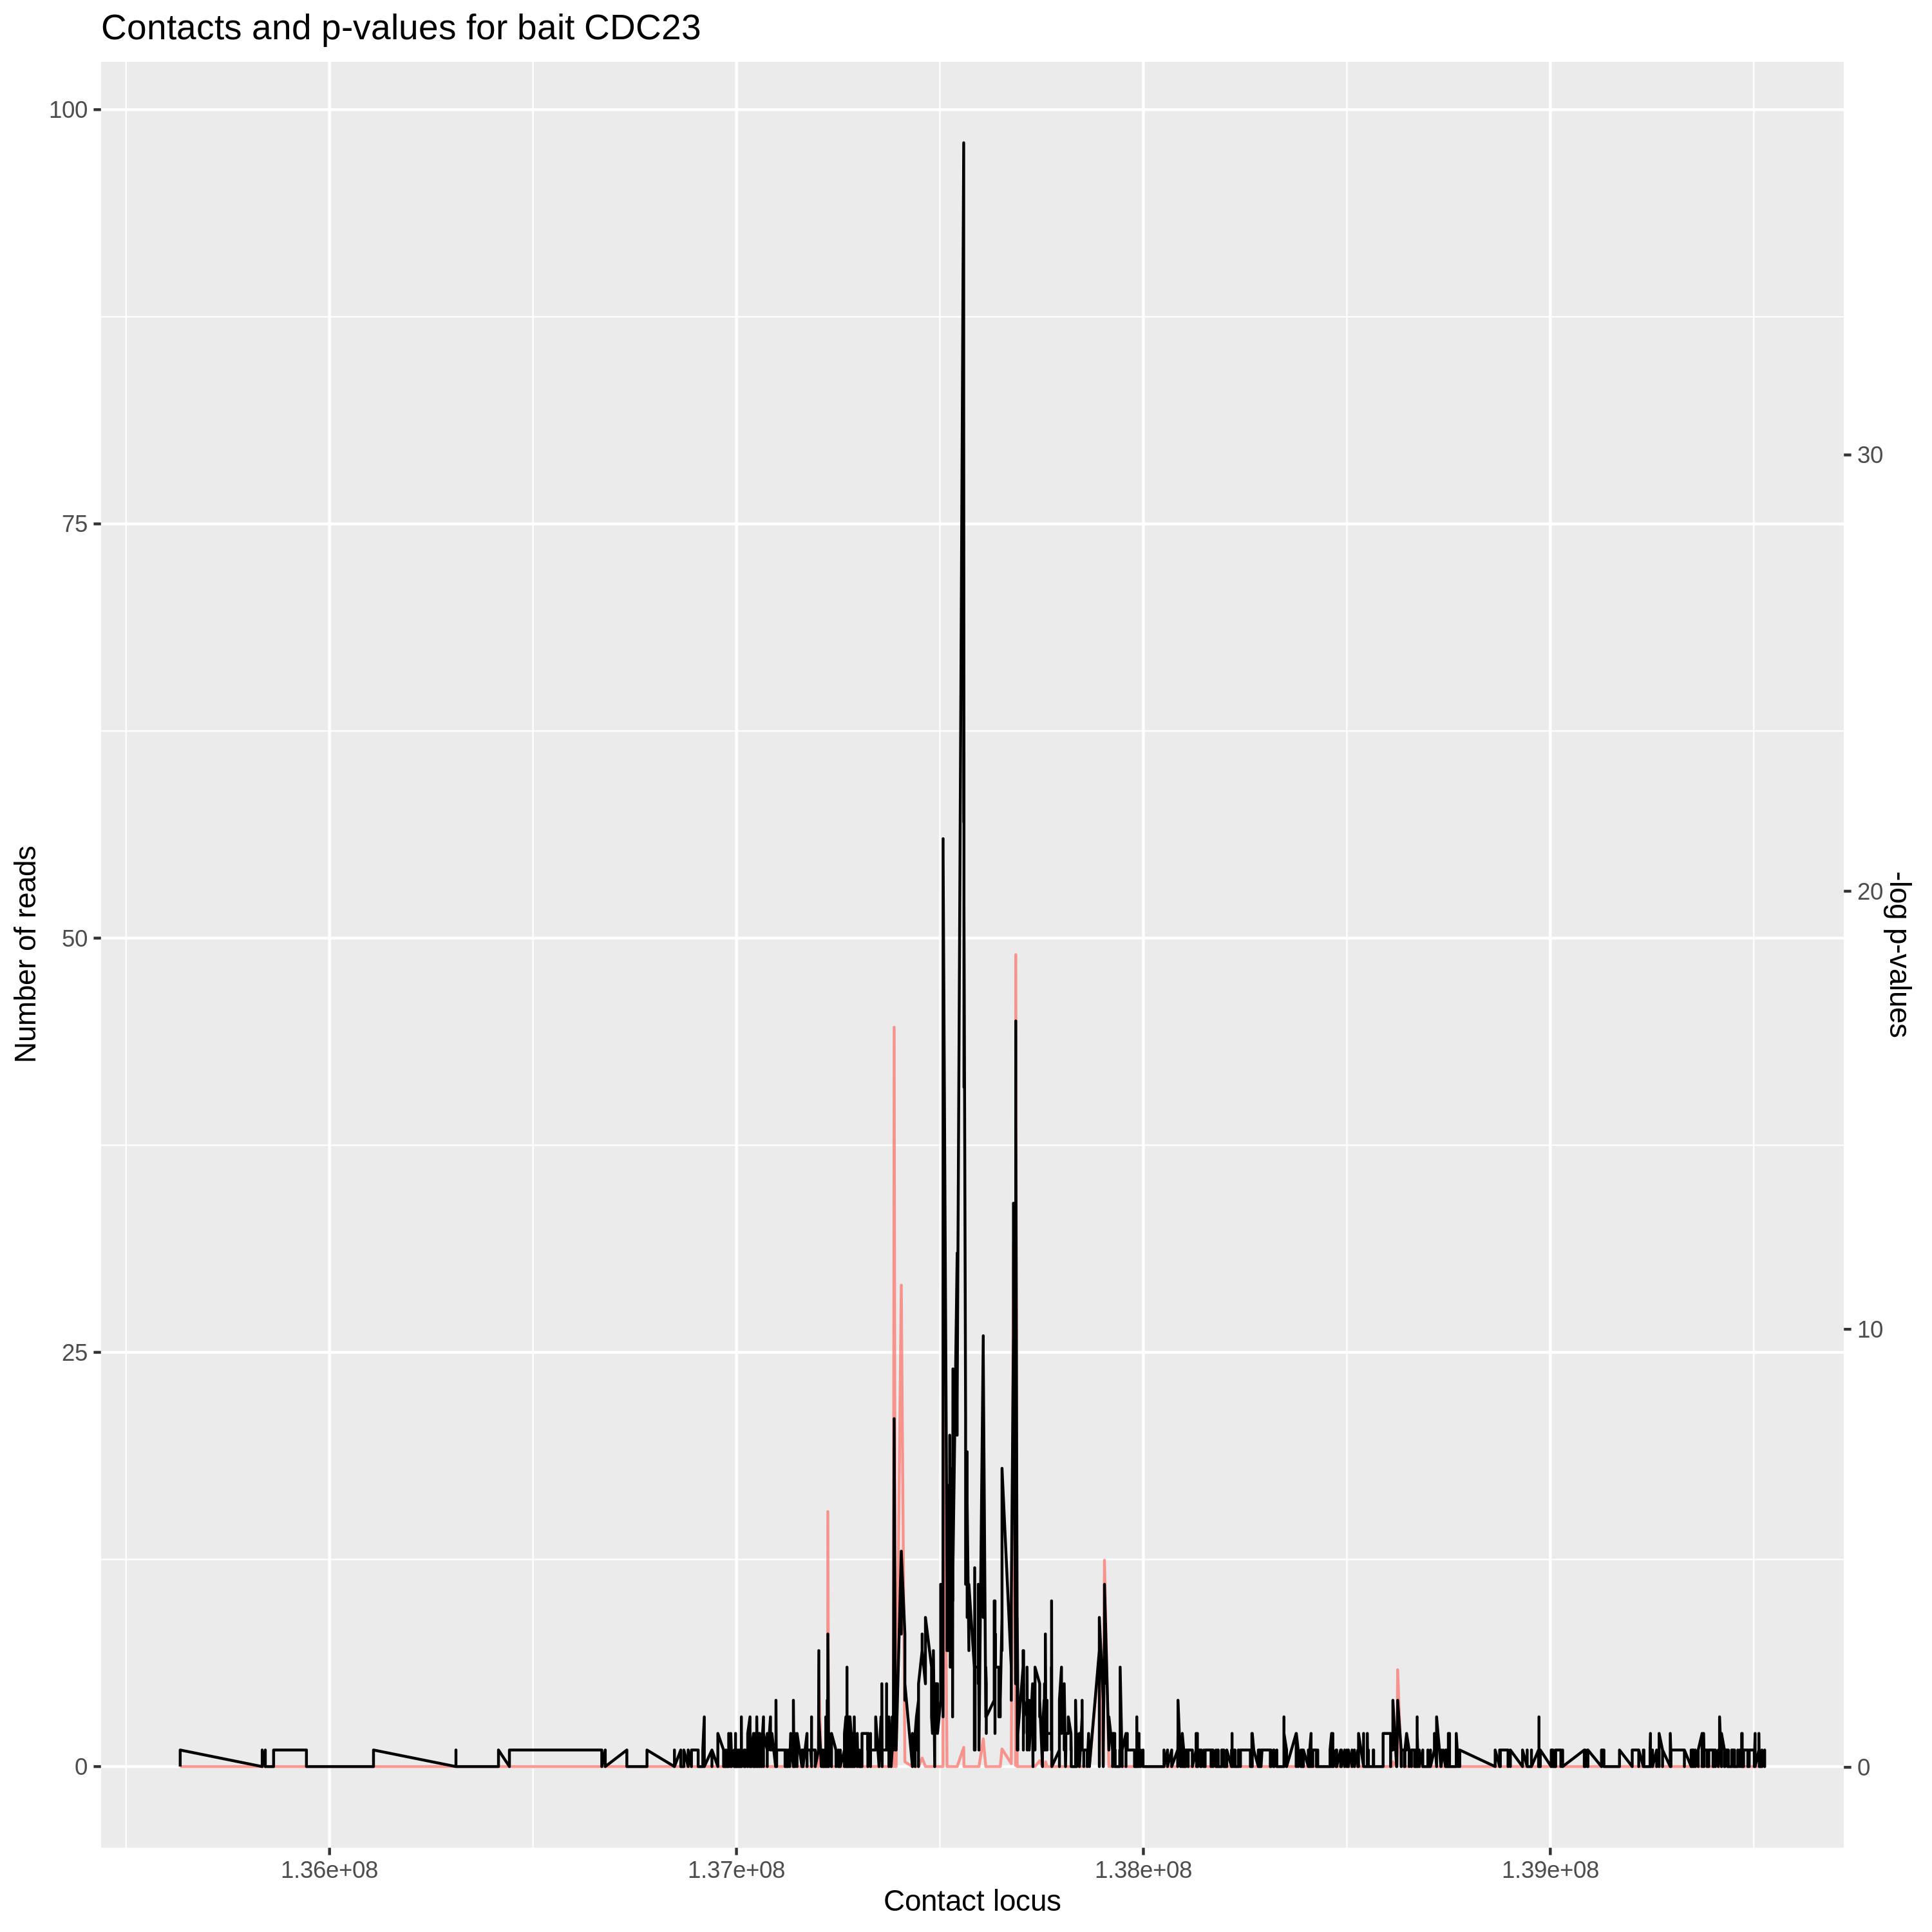 Contacts and p-values for bait CDC23
100
75
50
25
0
Number of reads
30
20
10
0
-log p-values
1.36e+08
1.37e+08
1.38e+08
1.39e+08
Contact locus